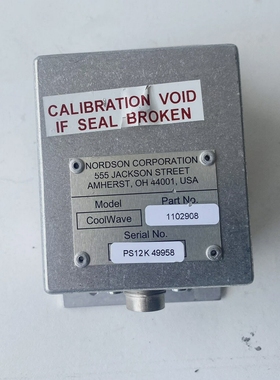 CALIBRATION VOID
IF SEAL BROKEN
NORDSON CORPORATION
555 JACKSON STREET
AMHERST, OH 44001, USA
Model Part No.
CoolWave 1102908
Serial No.
PS12K 49958